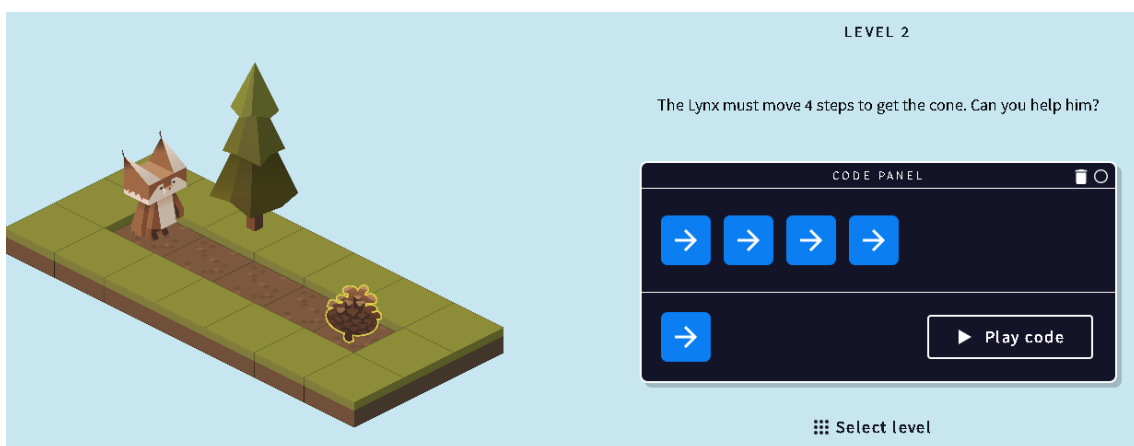 LEVEL 2
The Lynx must move 4 steps to get the cone. Can you help him?
CODE PANEL
Play code
Select level